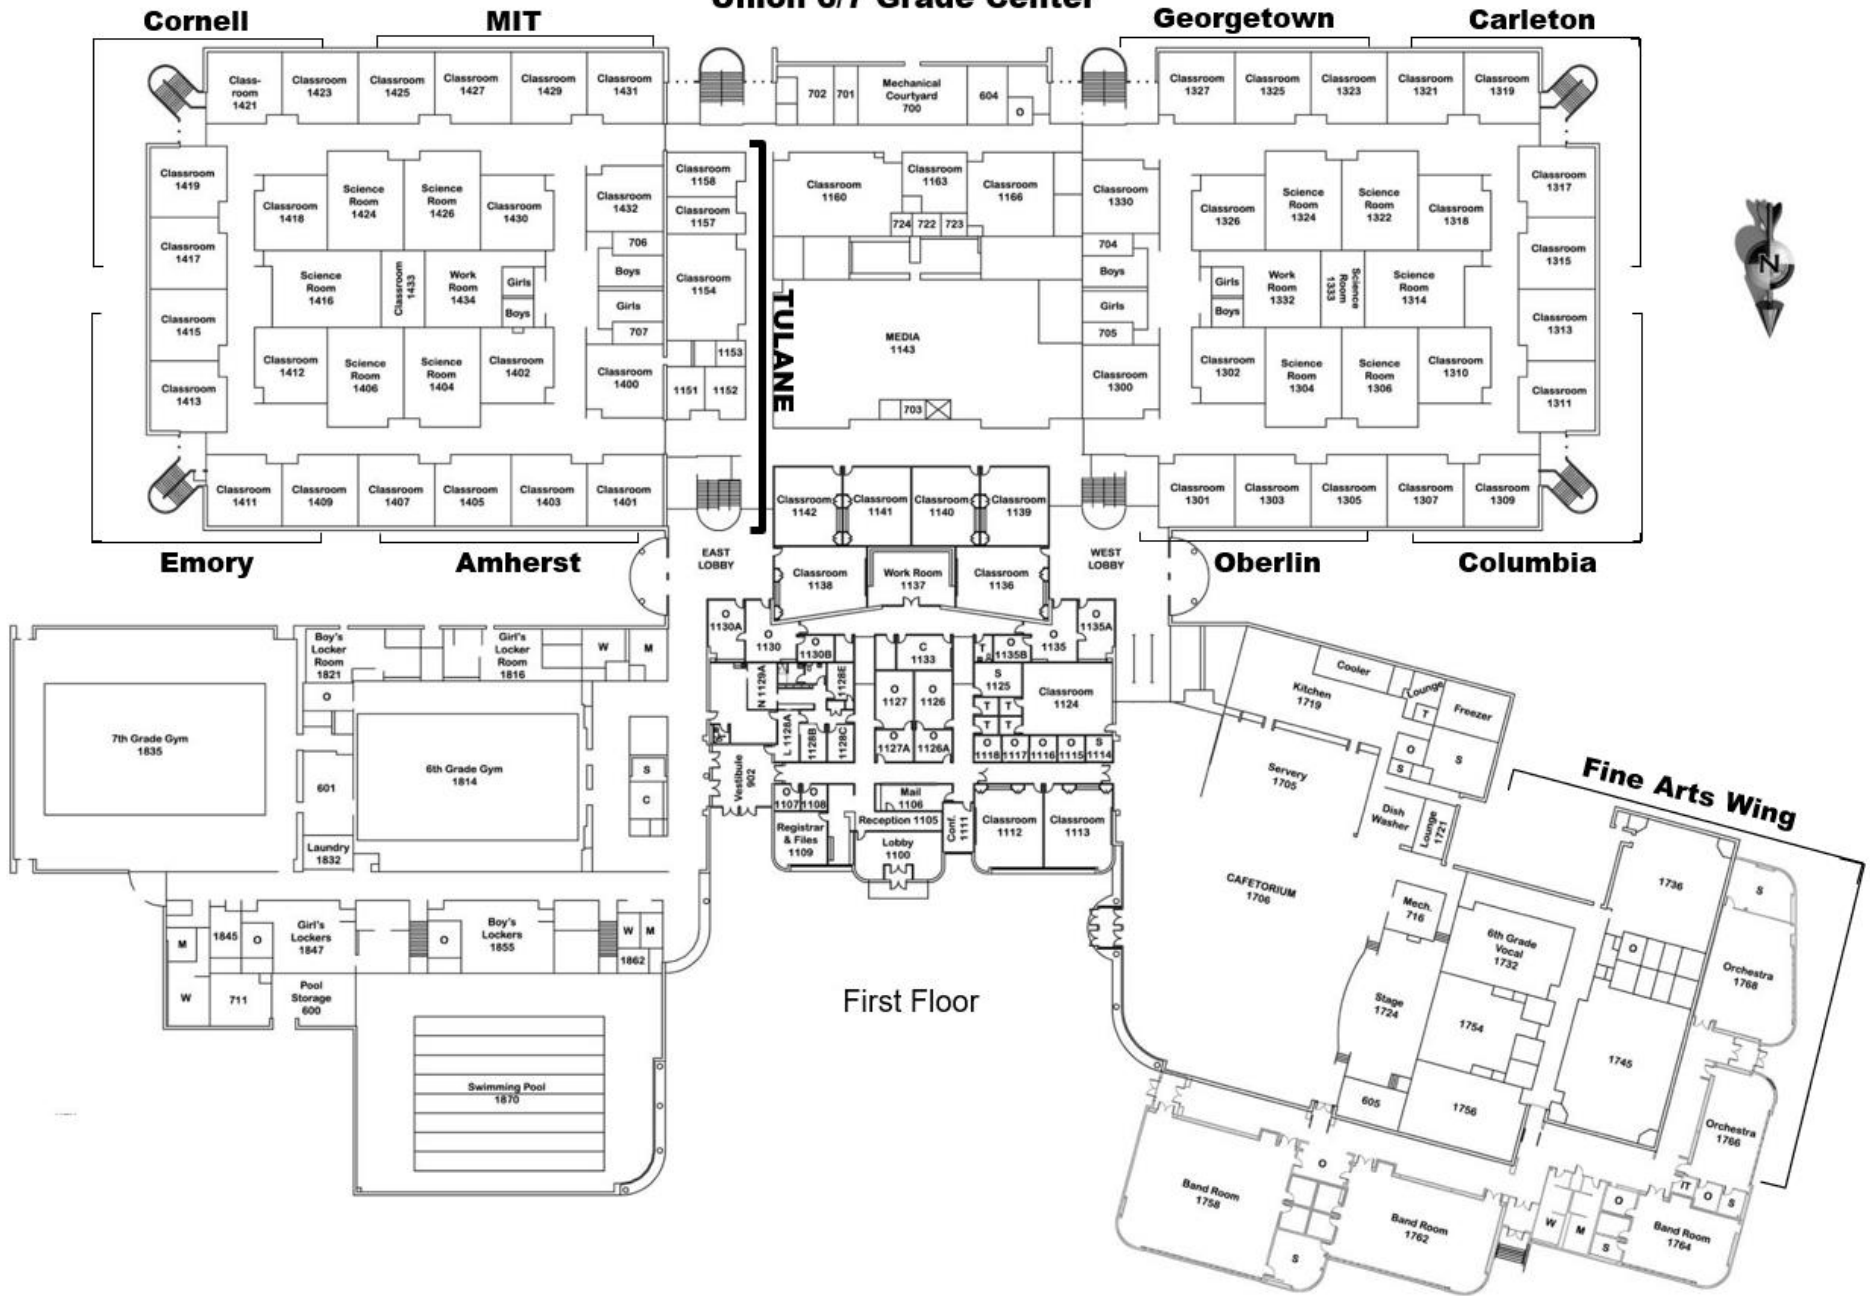 Union 6/7 Grade Center
Cornell
MIT
Georgetown
Carleton
Class-
room
1421
Classroom
1423
Classroom
1425
Classroom
1427
Classroom
1429
Classroom
1431
702
701
Mechanical
Courtyard
700
604
O
Classroom
1327
Classroom
1325
Classroom
1323
Classroom
1321
Classroom
1319
Classroom
1419
Classroom
1417
Classroom
1415
Classroom
1413
Classroom
1418
Science
Room
1424
Science
Room
1426
Classroom
1430
Classroom
1432
706
Boys
Girls
707
Classroom
1400
Science
Room
1416
Classroom
1433
Work
Room
1434
Girls
Boys
Classroom
1412
Science
Room
1406
Science
Room
1404
Classroom
1402
Classroom
1158
Classroom
1157
Classroom
1154
1153
1151
1152
TULANE
Classroom
1160
Classroom
1163
Classroom
1166
724
722
723
MEDIA
1143
703
Classroom
1330
704
Boys
Girls
705
Classroom
1300
Classroom
1326
Science
Room
1324
Science
Room
1322
Classroom
1318
Girls
Boys
Work
Room
1332
Science
Room
1333
Science
Room
1314
Classroom
1302
Science
Room
1304
Science
Room
1306
Classroom
1310
Classroom
1317
Classroom
1315
Classroom
1313
Classroom
1311
N
Classroom
1411
Classroom
1409
Classroom
1407
Classroom
1405
Classroom
1403
Classroom
1401
Classroom
1142
Classroom
1141
Classroom
1140
Classroom
1139
Classroom
1301
Classroom
1303
Classroom
1305
Classroom
1307
Classroom
1309
Emory
Amherst
EAST
LOBBY
Classroom
1138
Work Room
1137
Classroom
1136
WEST
LOBBY
Oberlin
Columbia
7th Grade Gym
1835
Boy's
Locker
Room
1821
Girl's
Locker
Room
1816
W
M
O
601
Laundry
1832
6th Grade Gym
1814
S
C
O
1130A
O
1130
O
1130B
C
1133
T
O
1135B
O
1135
O
1135A
N 1129A
1128E
O
1127
O
1126
S
1125
T
T
T
T
Classroom
1124
L 1128A
1128B
1128C
O
1127A
O
1126A
O
1118
O
1117
O
1116
O
1115
S
1114
Vestibule
902
O
1107
O
1108
Mail
1106
Reception 1105
Registrar
& Files
1109
Lobby
1100
Conf.
1111
Classroom
1112
Classroom
1113
Kitchen
1719
Cooler
Lounge
T
Freezer
O
S
S
Servery
1705
Dish
Washer
Lounge
1721
Fine Arts Wing
CAFETORIUM
1706
Mech.
716
6th Grade
Vocal
1732
1736
S
O
Orchestra
1768
Stage
1724
1754
1745
605
1756
Orchestra
1766
M
1845
O
Girl's
Lockers
1847
O
Boy's
Lockers
1855
W
M
1862
W
711
Pool
Storage
600
First Floor
Swimming Pool
1870
Band Room
1758
O
S
Band Room
1762
W
M
O
S
IT
O
S
Band Room
1764